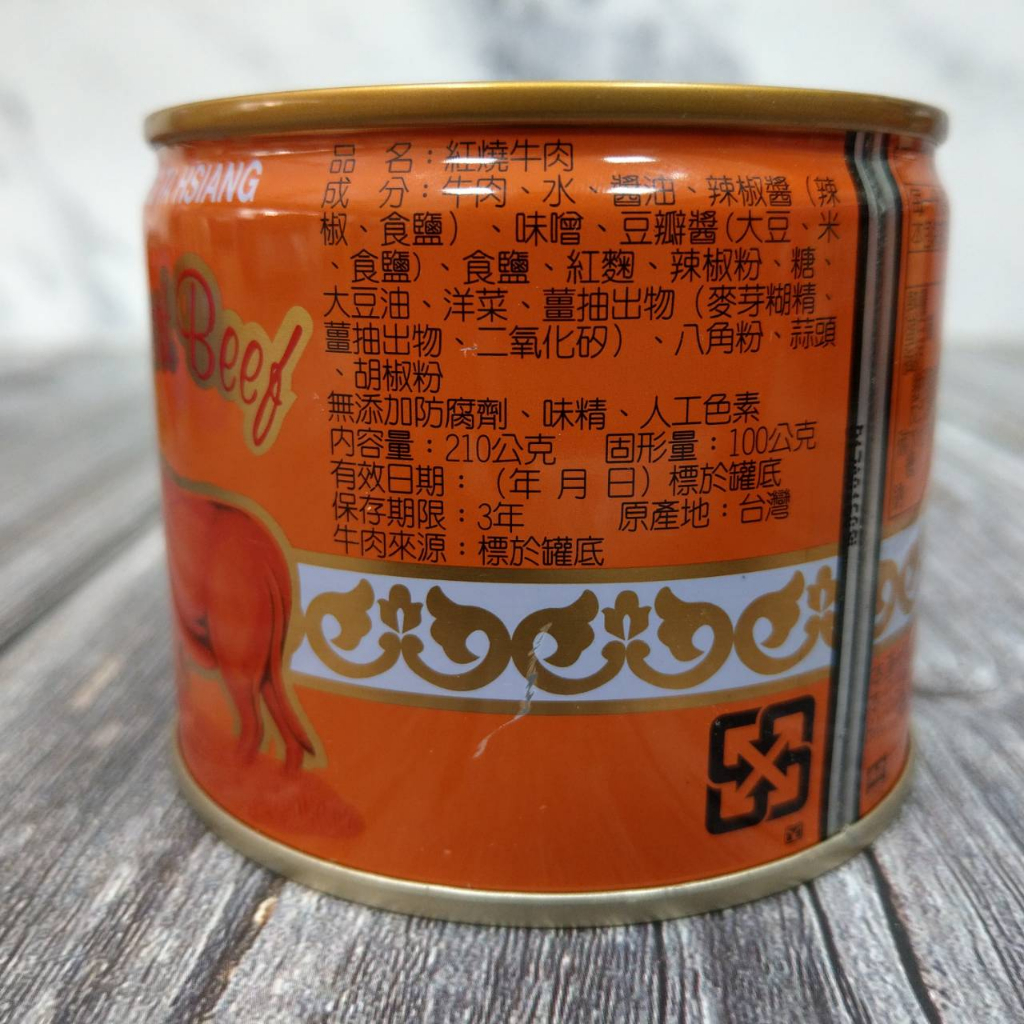 HSIANG
Beef
品 名：紅燒牛肉
成 分：牛肉、水、醬油、辣椒醬（辣
椒、食鹽）、味噌、豆瓣醬（大豆、米
、食鹽）、食鹽、紅麴、辣椒粉、糖、
大豆油、洋菜、薑抽出物（麥芽糊精、
薑抽出物、二氧化矽）、八角粉、蒜頭
、胡椒粉
無添加防腐劑、味精、人工色素
內容量：210公克 固形量：100公克
有效日期：（年 月 日）標於罐底
保存期限：3年 原產地：台灣
牛肉來源：標於罐底